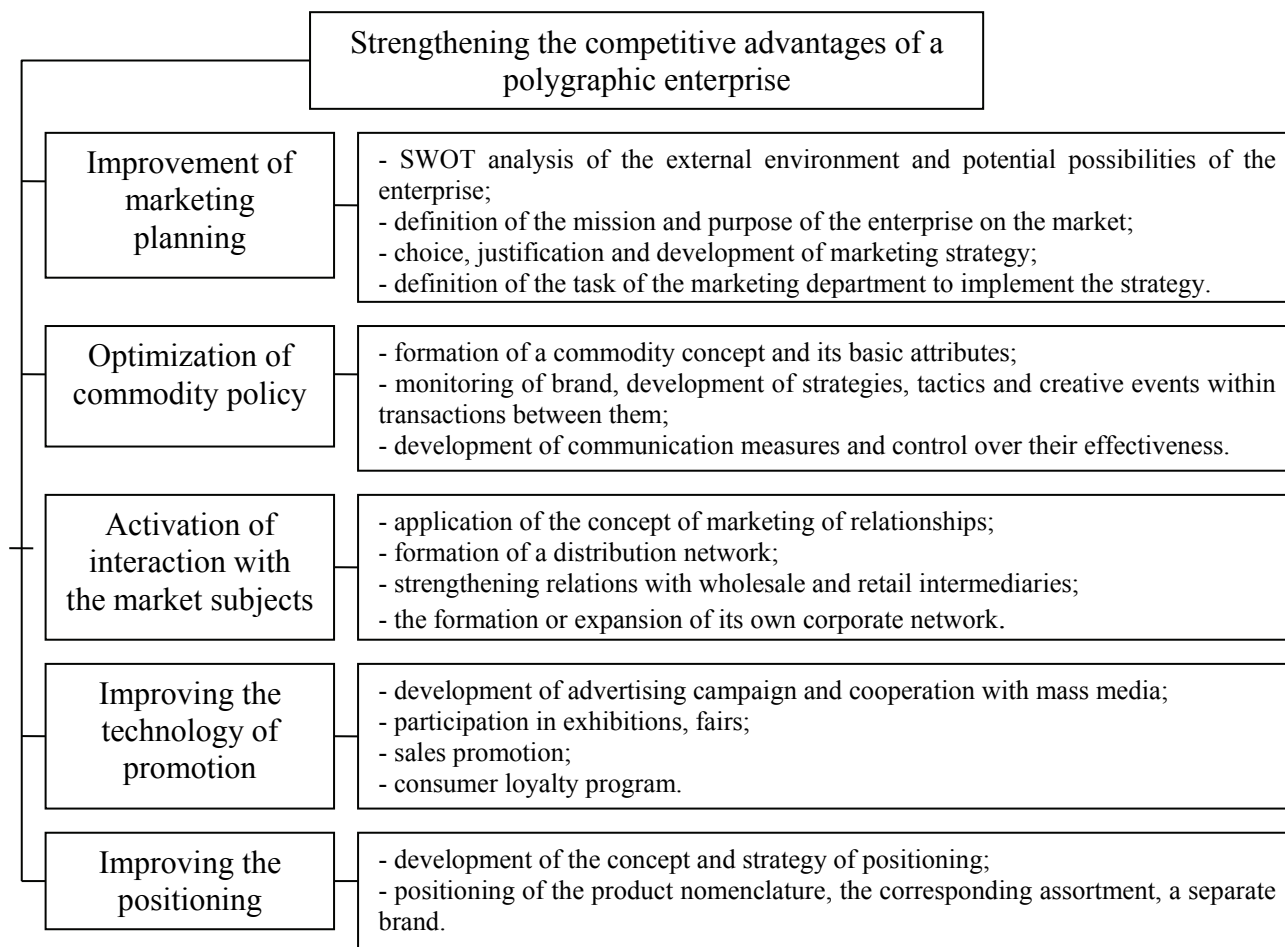 Strengthening the competitive advantages of a
polygraphic enterprise
Improvement of
marketing
planning
- SWOT analysis of the external environment and potential possibilities of the
enterprise;
- definition of the mission and purpose of the enterprise on the market;
- choice, justification and development of marketing strategy;
- definition of the task of the marketing department to implement the strategy.
Optimization of
commodity policy
- formation of a commodity concept and its basic attributes;
- monitoring of brand, development of strategies, tactics and creative events within
transactions between them;
- development of communication measures and control over their effectiveness.
Activation of
interaction with
the market subjects
- application of the concept of marketing of relationships;
- formation of a distribution network;
- strengthening relations with wholesale and retail intermediaries;
- the formation or expansion of its own corporate network.
Improving the
technology of
promotion
- development of advertising campaign and cooperation with mass media;
- participation in exhibitions, fairs;
- sales promotion;
- consumer loyalty program.
Improving the
positioning
- development of the concept and strategy of positioning;
- positioning of the product nomenclature, the corresponding assortment, a separate
brand.